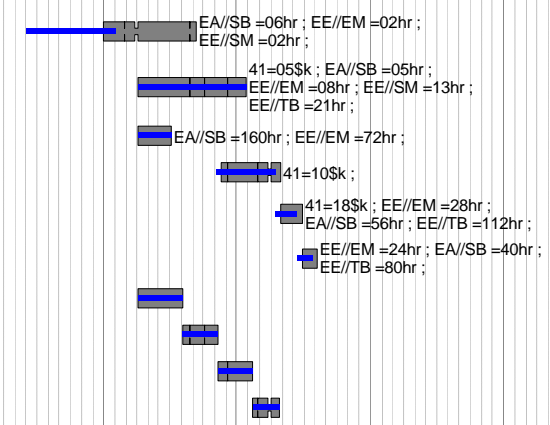 EA//SB =06hr ; EE//EM =02hr ;
EE//SM =02hr ;
41=05$k ; EA//SB =05hr ;
EE//EM =08hr ; EE//SM =13hr ;
EE//TB =21hr ;
EA//SB =160hr ; EE//EM =72hr ;
41=10$k ;
41=18$k ; EE//EM =28hr ;
EA//SB =56hr ; EE//TB =112hr ;
EE//EM =24hr ; EA//SB =40hr ;
EE//TB =80hr ;